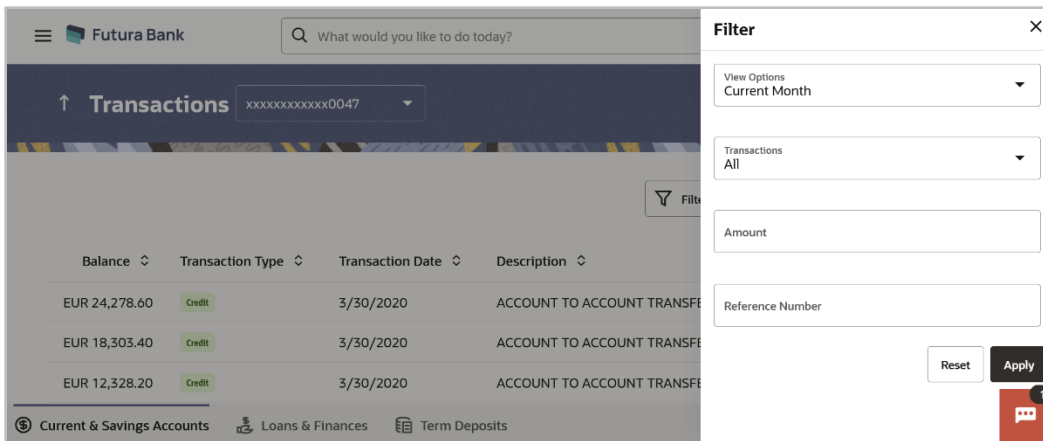 Futura Bank
What would you like to do today?
Transactions xxxxxxxxxxxx0047
Balance Transaction Type Transaction Date Description
EUR 24,278.60 Credit 3/30/2020 ACCOUNT TO ACCOUNT
EUR 18,303.40 Credit 3/30/2020 ACCOUNT TO ACCOUNT
EUR 12,328.20 Credit 3/30/2020 ACCOUNT TO ACCOUNT
Current & Savings Accounts Loans & Finances Term Deposits
Filter
View Options
Current Month
Transactions
All
Amount
Reference Number
Reset Apply